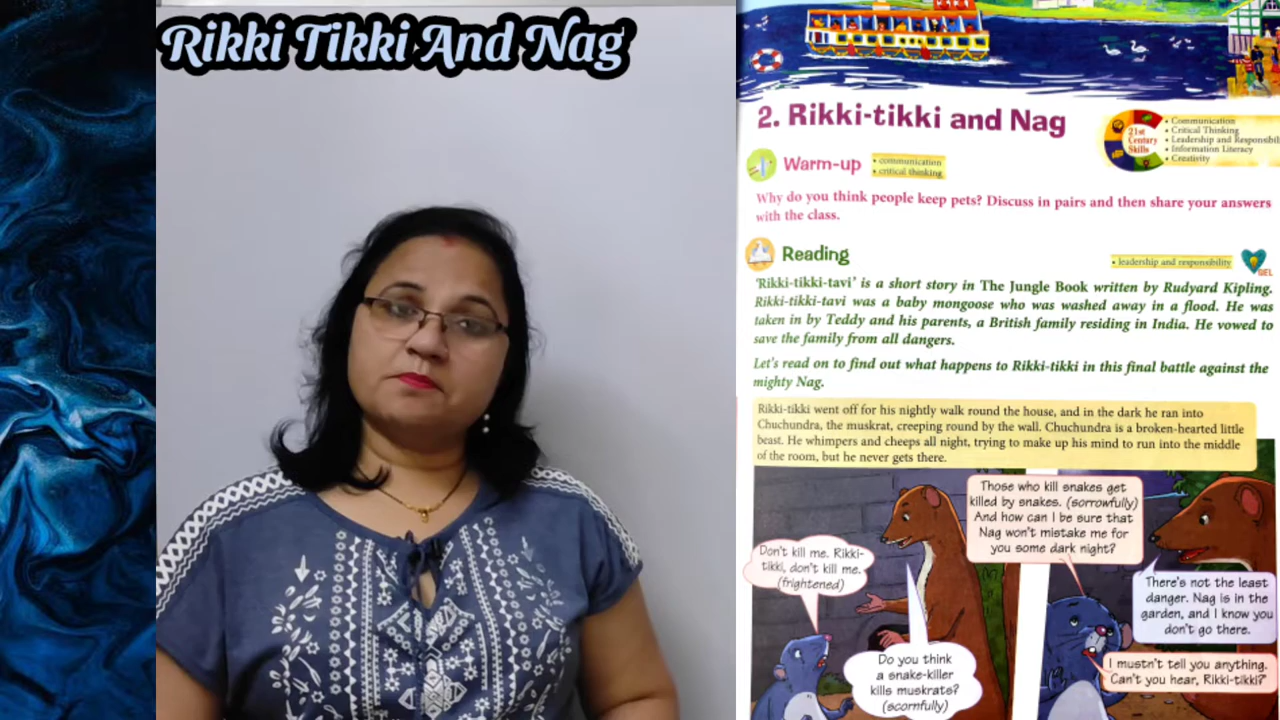 Rikki Tikki And Nag
2. Rikki-tikki and Nag
21st
Century
Skills
• Communication
• Critical Thinking
• Leadership and Responsibili
• Information Literacy
• Creativity
Warm-up
• communication
• critical thinking
Why do you think people keep pets? Discuss in pairs and then share your answers
with the class.
Reading
• leadership and responsibility
SEL
'Rikki-tikki-tavi' is a short story in The Jungle Book written by Rudyard Kipling.
Rikki-tikki-tavi was a baby mongoose who was washed away in a flood. He was
taken in by Teddy and his parents, a British family residing in India. He vowed to
save the family from all dangers.
Let's read on to find out what happens to Rikki-tikki in this final battle against the
mighty Nag.
Rikki-tikki went off for his nightly walk round the house, and in the dark he ran into
Chuchundra, the muskrat, creeping round by the wall. Chuchundra is a broken-hearted little
beast. He whimpers and cheeps all night, trying to make up his mind to run into the middle
of the room, but he never gets there.
Don't kill me. Rikki-
tikki, don't kill me.
(frightened)
Do you think
a snake-killer
kills muskrats?
(scornfully)
Those who kill snakes get
killed by snakes. (sorrowfully)
And how can I be sure that
Nag won't mistake me for
you some dark night?
There's not the least
danger. Nag is in the
garden, and I know you
don't go there.
I mustn't tell you anything.
Can't you hear, Rikki-tikki?